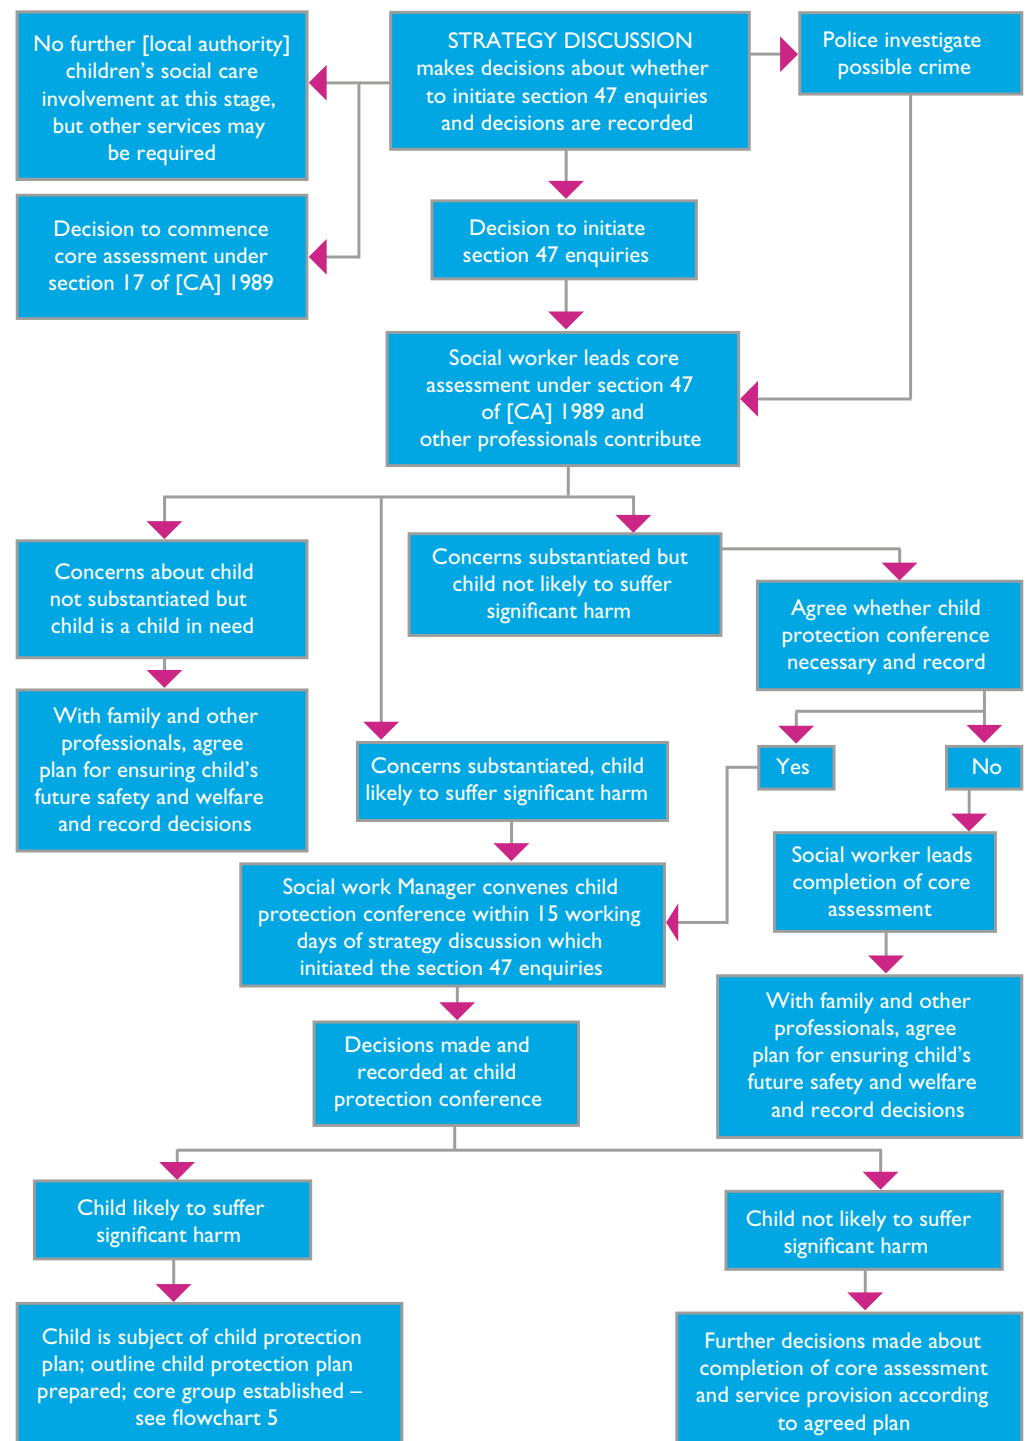 No further [local authority]
children's social care
involvement at this stage,
but other services may
be required
STRATEGY DISCUSSION
makes decisions about whether
to initiate section 47 enquiries
and decisions are recorded
Police investigate
possible crime
Decision to commence
core assessment under
section 17 of [CA] 1989
Decision to initiate
section 47 enquiries
Social worker leads core
assessment under section 47
of [CA] 1989 and
other professionals contribute
Concerns about child
not substantiated but
child is a child in need
Concerns substantiated but
child not likely to suffer
significant harm
Agree whether child
protection conference
necessary and record
With family and other
professionals, agree
plan for ensuring child's
future safety and welfare
and record decisions
Concerns substantiated, child
likely to suffer significant harm
Yes
No
Social worker leads
completion of core
assessment
Social work Manager convenes child
protection conference within 15 working
days of strategy discussion which
initiated the section 47 enquiries
With family and other
professionals, agree
plan for ensuring child's
future safety and welfare
and record decisions
Decisions made and
recorded at child
protection conference
Child likely to suffer
significant harm
Child not likely to suffer
significant harm
Child is subject of child protection
plan; outline child protection plan
prepared; core group established –
see flowchart 5
Further decisions made about
completion of core assessment
and service provision according
to agreed plan